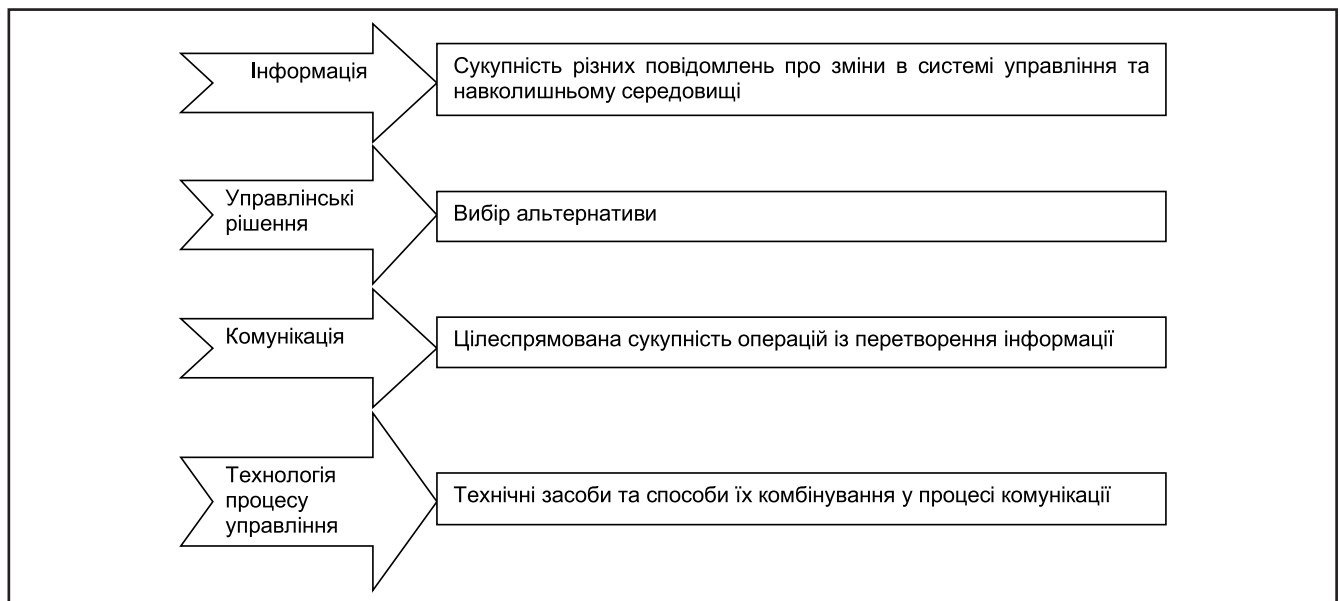 Інформація
Сукупність різних повідомлень про зміни в системі управління та
навколишньому середовищі
Управлінські
рішення
Вибір альтернативи
Комунікація
Цілеспрямована сукупність операцій із перетворення інформації
Технологія
процесу
управління
Технічні засоби та способи їх комбінування у процесі комунікації